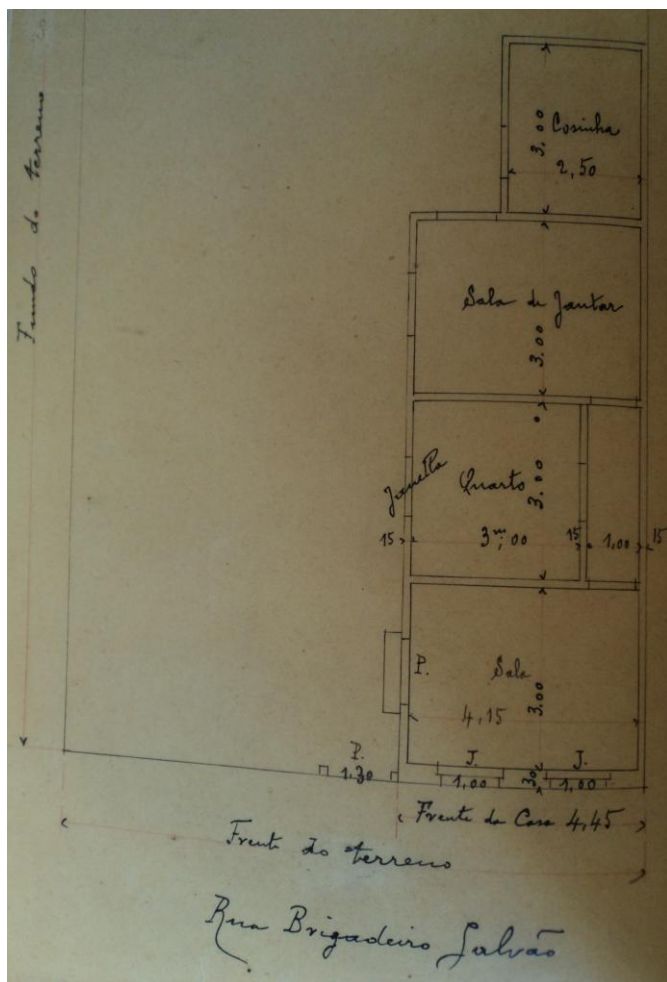 Fundo do terreno
Cosinha
3,00
2,50
Sala de Jantar
3,00
Janella
Quarto
3,00
15
3m,00
15
1,00
15
P.
Sala
4,15
3,00
P.
1,30
J.
1,00
30
J.
1,00
Frente da Casa 4,45
Frente do terreno
Rua Brigadeiro Galvão